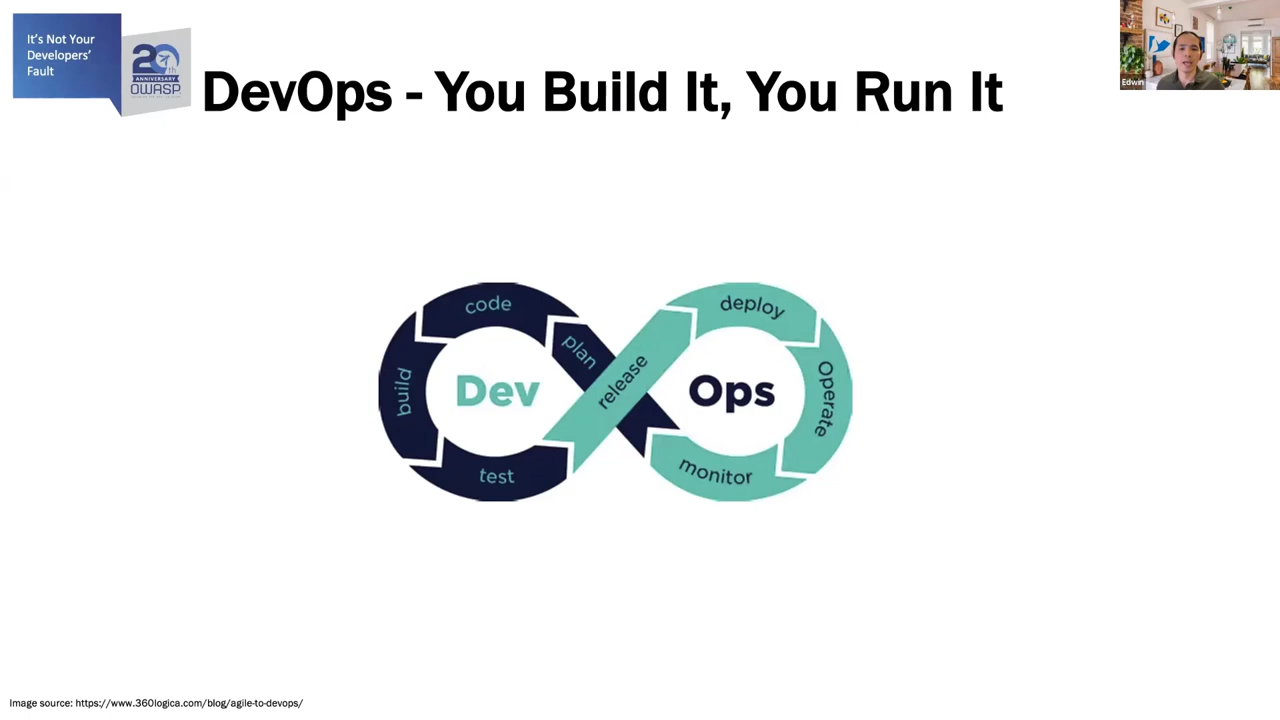 It's Not Your
Developers'
Fault
20th
ANNIVERSARY
OWASP
DevOps - You Build It, You Run It
Edwin
code
plan
build
Dev
test
release
deploy
Ops
Operate
monitor
Image source: https://www.360logica.com/blog/agile-to-devops/